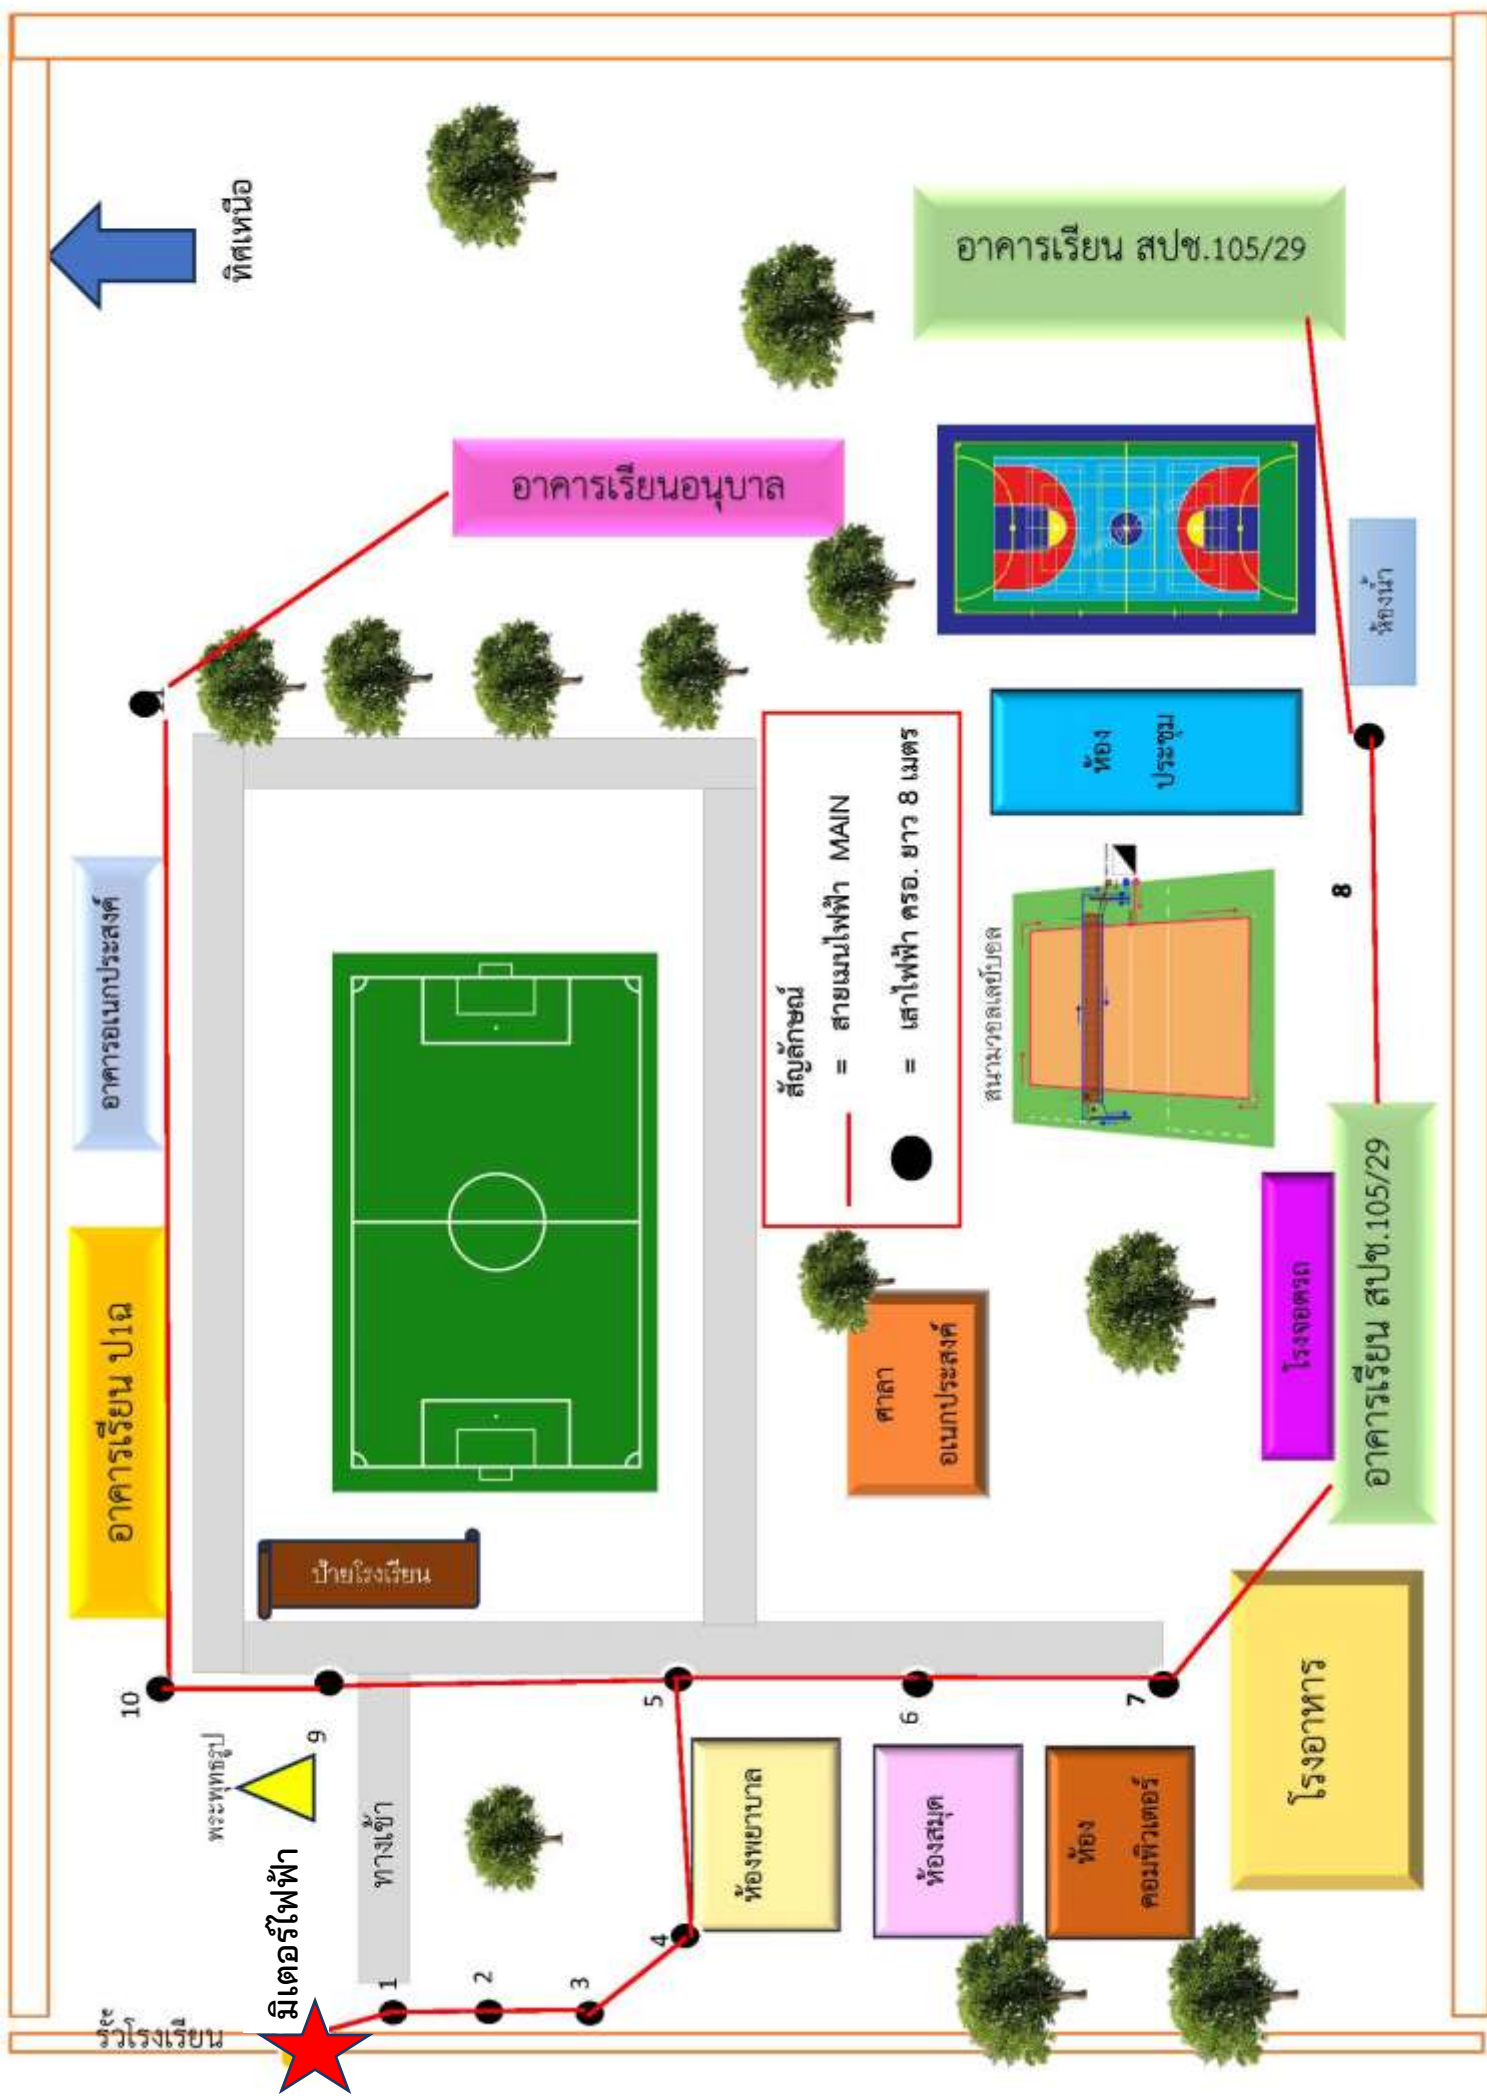 รั้วโรงเรียน
มิเตอร์ไฟฟ้า
พระพุทธรูป
10
9
อาคารเรียน ป1ฉ
อาคารอเนกประสงค์
ทิศเหนือ
ป้ายโรงเรียน
ทางเข้า
1
2
3
4
5
6
7
8
อาคารเรียนอนุบาล
สัญลักษณ์
= สายเมนไฟฟ้า MAIN
= เสาไฟฟ้า ครอ. ยาว 8 เมตร
ห้องพยาบาล
ศาลา
อเนกประสงค์
ห้องสมุด
สนามวอลเลย์บอล
อาคารเรียน สปช.105/29
ห้อง
คอมพิวเตอร์
ห้อง
ประชุม
โรงอาหาร
โรงจอดรถ
อาคารเรียน สปช.105/29
ห้องน้ำ